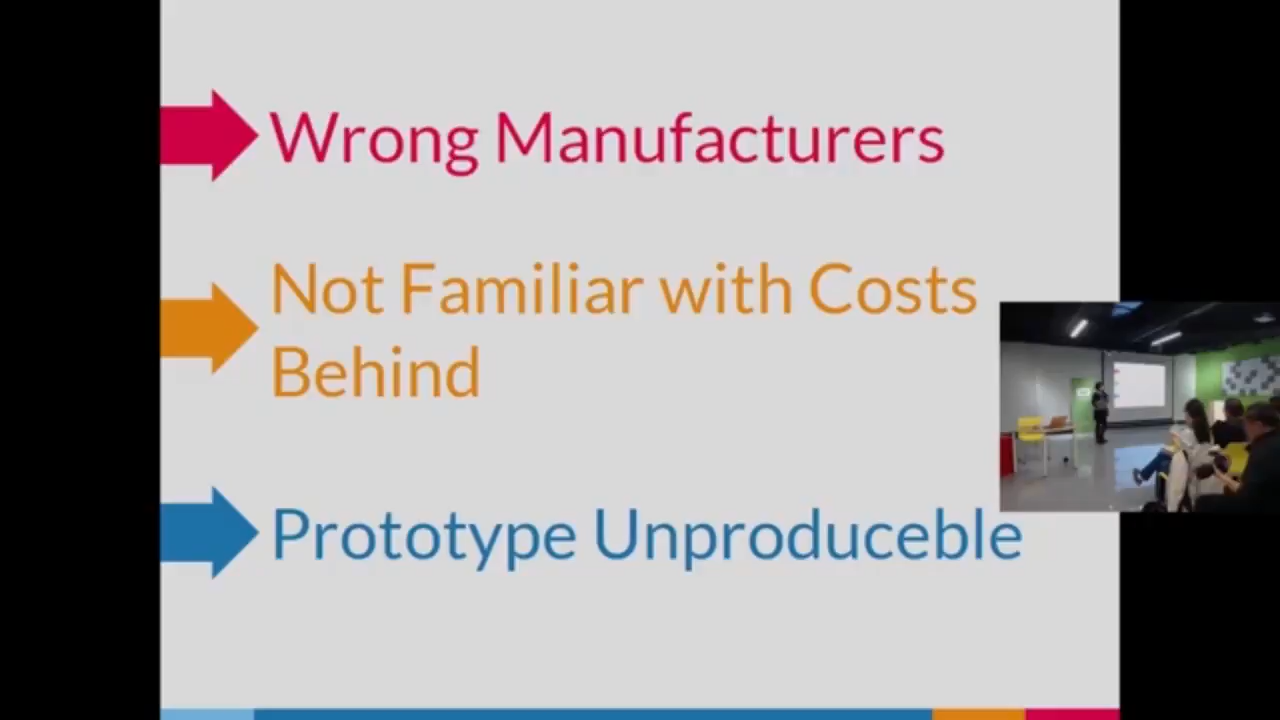 Wrong Manufacturers
Not Familiar with Costs
Behind
Prototype Unproduceble